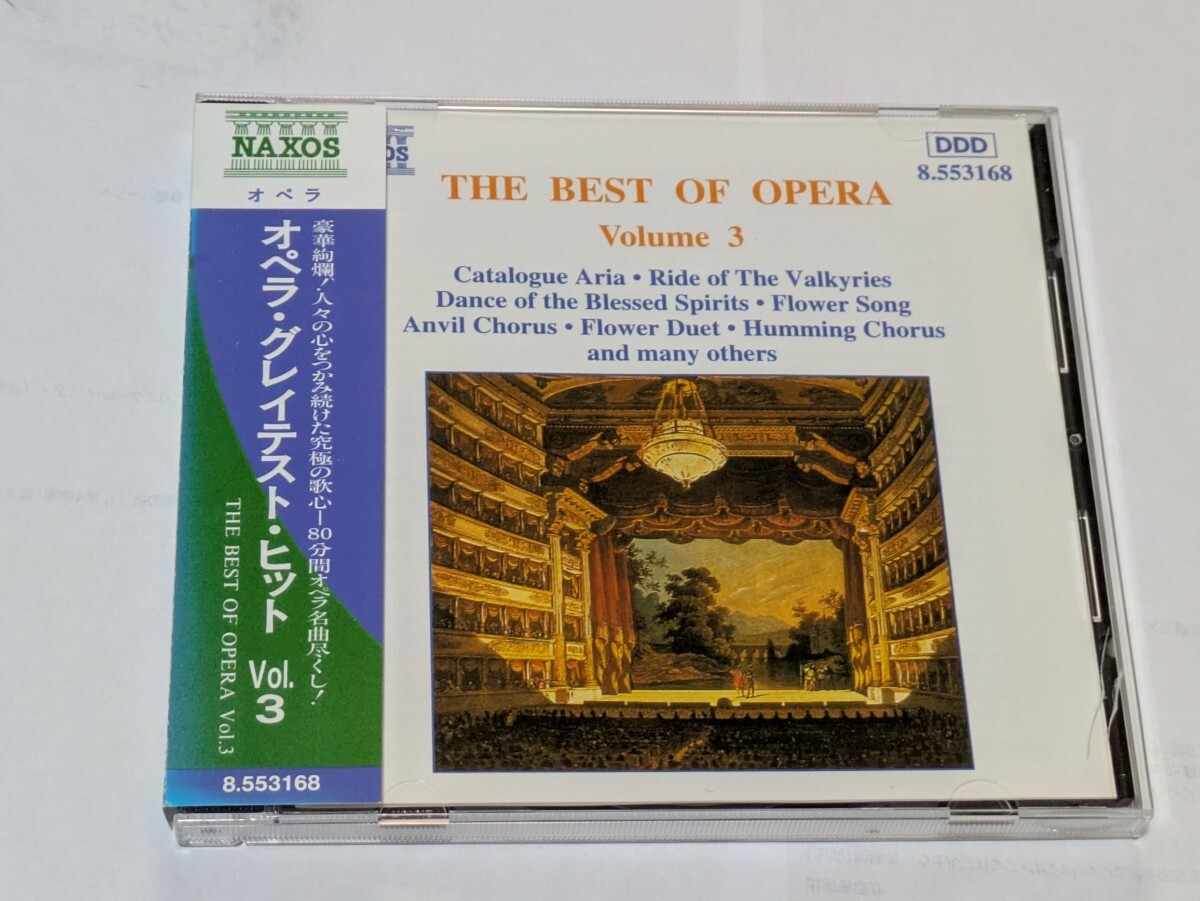 NAXOS
オペラ
オペラ・グレイテスト・ヒット Vol.3
豪華絢爛!人々の心をつかみ続けた究極の歌心─80分間オペラ名曲尽くし!
THE BEST OF OPERA Vol.3
8.553168
OS
DDD
8.553168
THE BEST OF OPERA
Volume 3
Catalogue Aria • Ride of The Valkyries
Dance of the Blessed Spirits • Flower Song
Anvil Chorus • Flower Duet • Humming Chorus
and many others